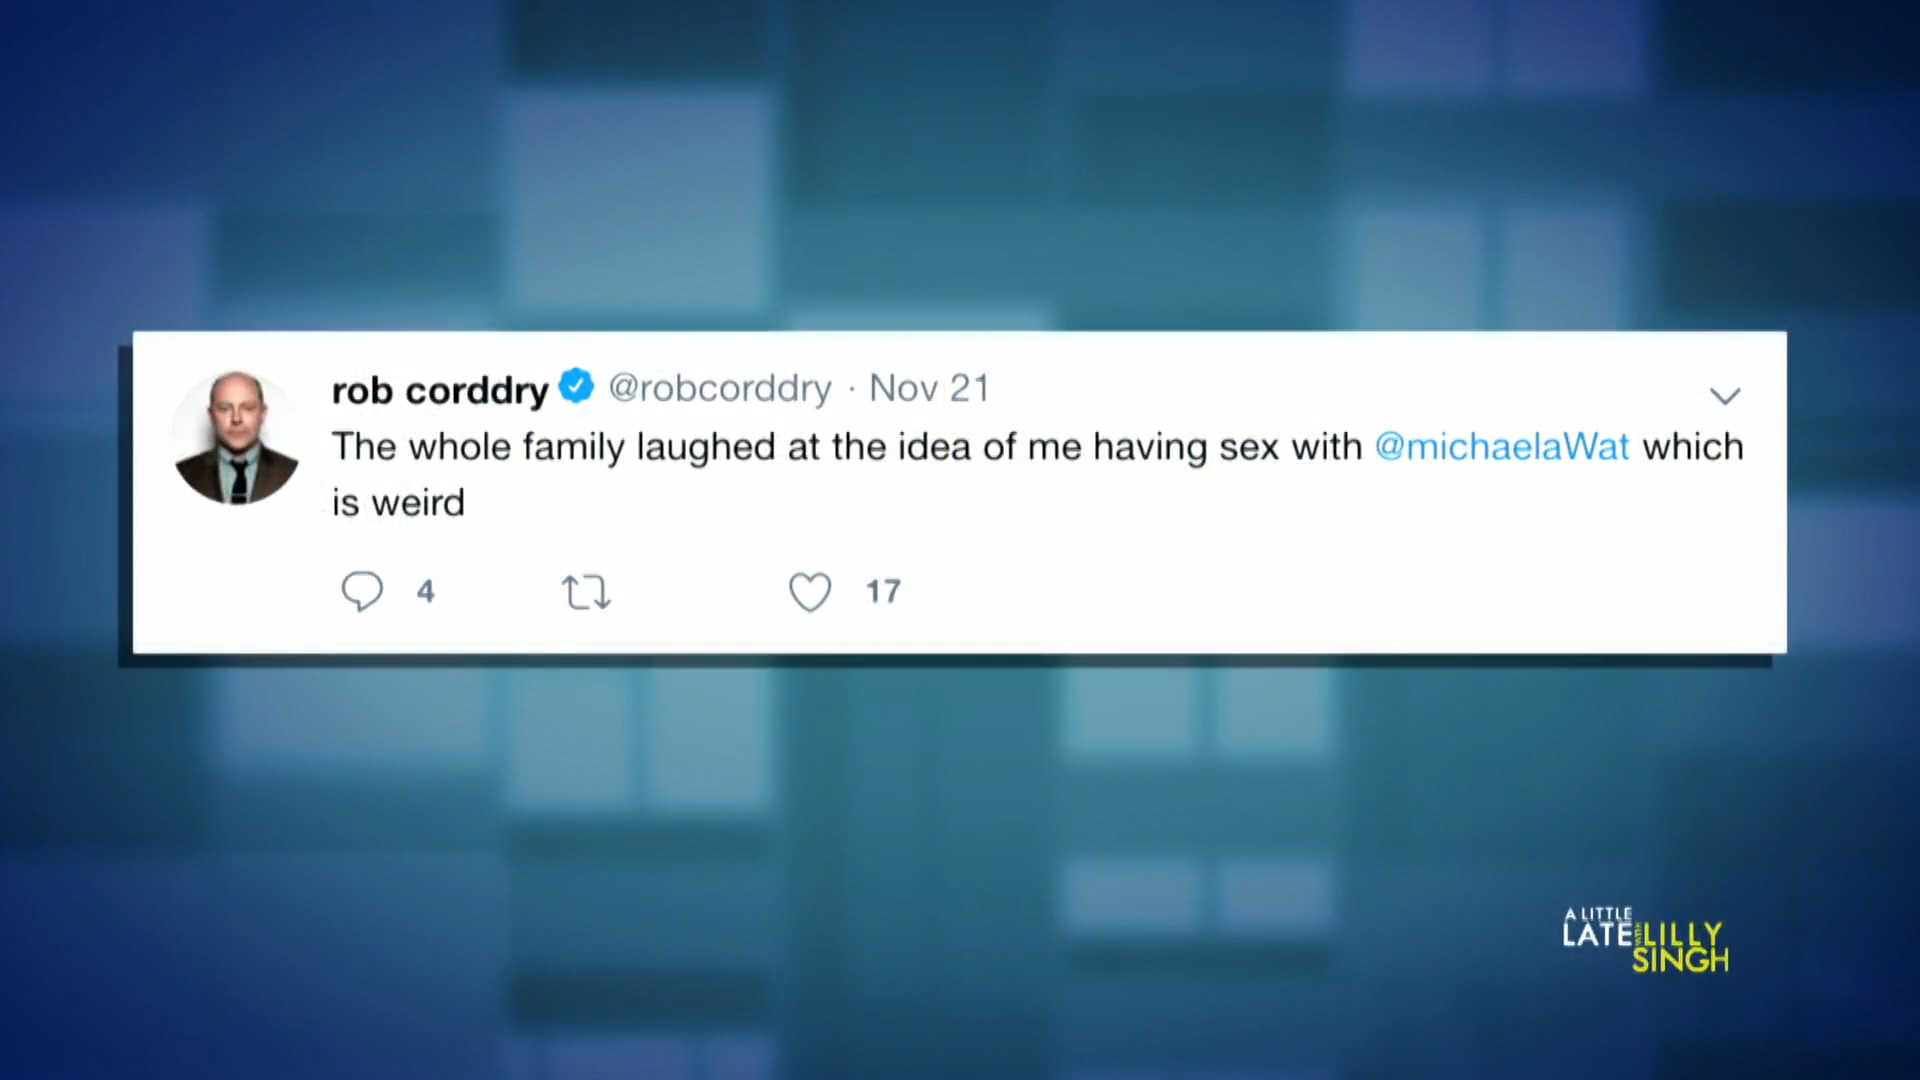 rob corddry @robcorddry · Nov 21
The whole family laughed at the idea of me having sex with @michaelaWat which
is weird
4 17
A LITTLE
LATE WITH LILLY
SINGH